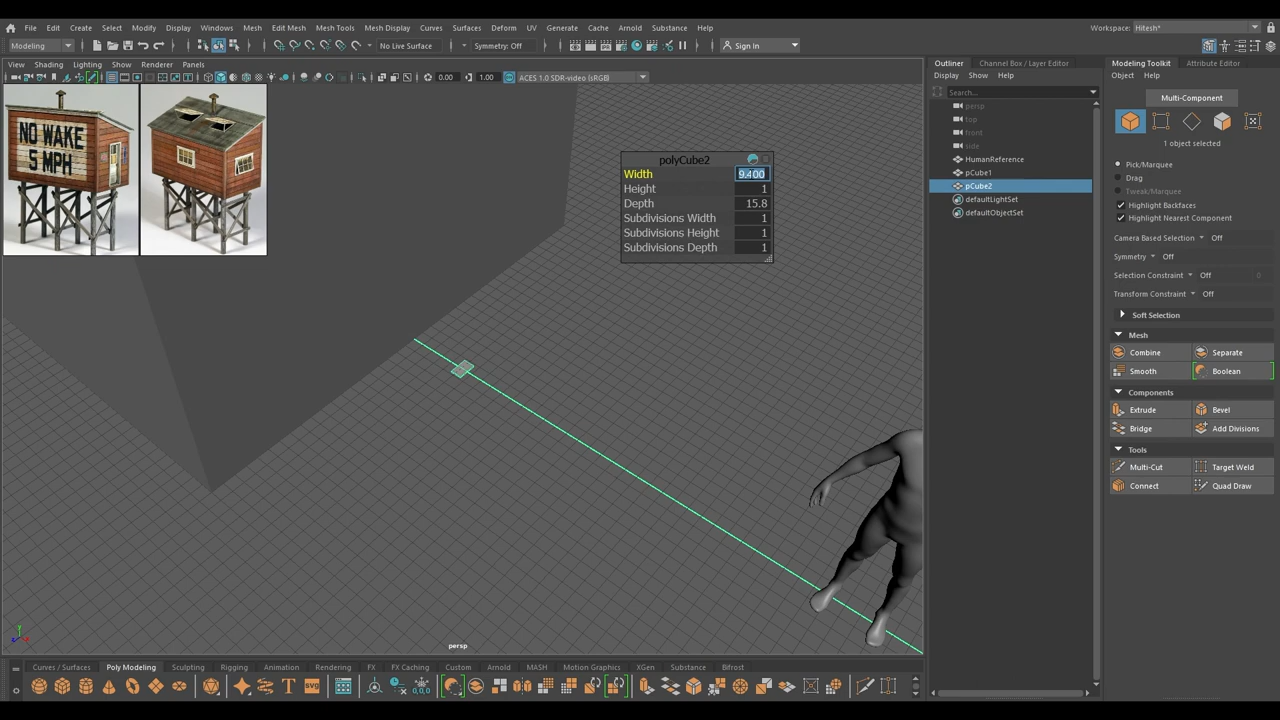 File Edit Create Select Modify Display Windows Mesh Edit Mesh Mesh Tools Mesh Display Curves Surfaces Deform UV Generate Cache Arnold Substance Help Workspace: Hitesh*
Modeling No Live Surface Symmetry: Off Sign In
View Shading Lighting Show Renderer Panels
0.00 1.00 ACES 1.0 SDR-video (sRGB)
NO WAKE
5 MPH
polyCube2
Width 9.400
Height 1
Depth 15.8
Subdivisions Width 1
Subdivisions Height 1
Subdivisions Depth 1
persp
Outliner Channel Box / Layer Editor
Display Show Help
Search...
persp
top
front
side
HumanReference
pCube1
pCube2
defaultLightSet
defaultObjectSet
Modeling Toolkit Attribute Editor
Object Help
Multi-Component
1 object selected
Pick/Marquee
Drag
Tweak/Marquee
Highlight Backfaces
Highlight Nearest Component
Camera Based Selection Off
Symmetry Off
Selection Constraint Off 0
Transform Constraint Off
Soft Selection
Mesh
Combine Separate
Smooth Boolean
Components
Extrude Bevel
Bridge Add Divisions
Tools
Multi-Cut Target Weld
Connect Quad Draw
Curves / Surfaces Poly Modeling Sculpting Rigging Animation Rendering FX FX Caching Custom Arnold MASH Motion Graphics XGen Substance Bifrost
T SVG 0,0,0